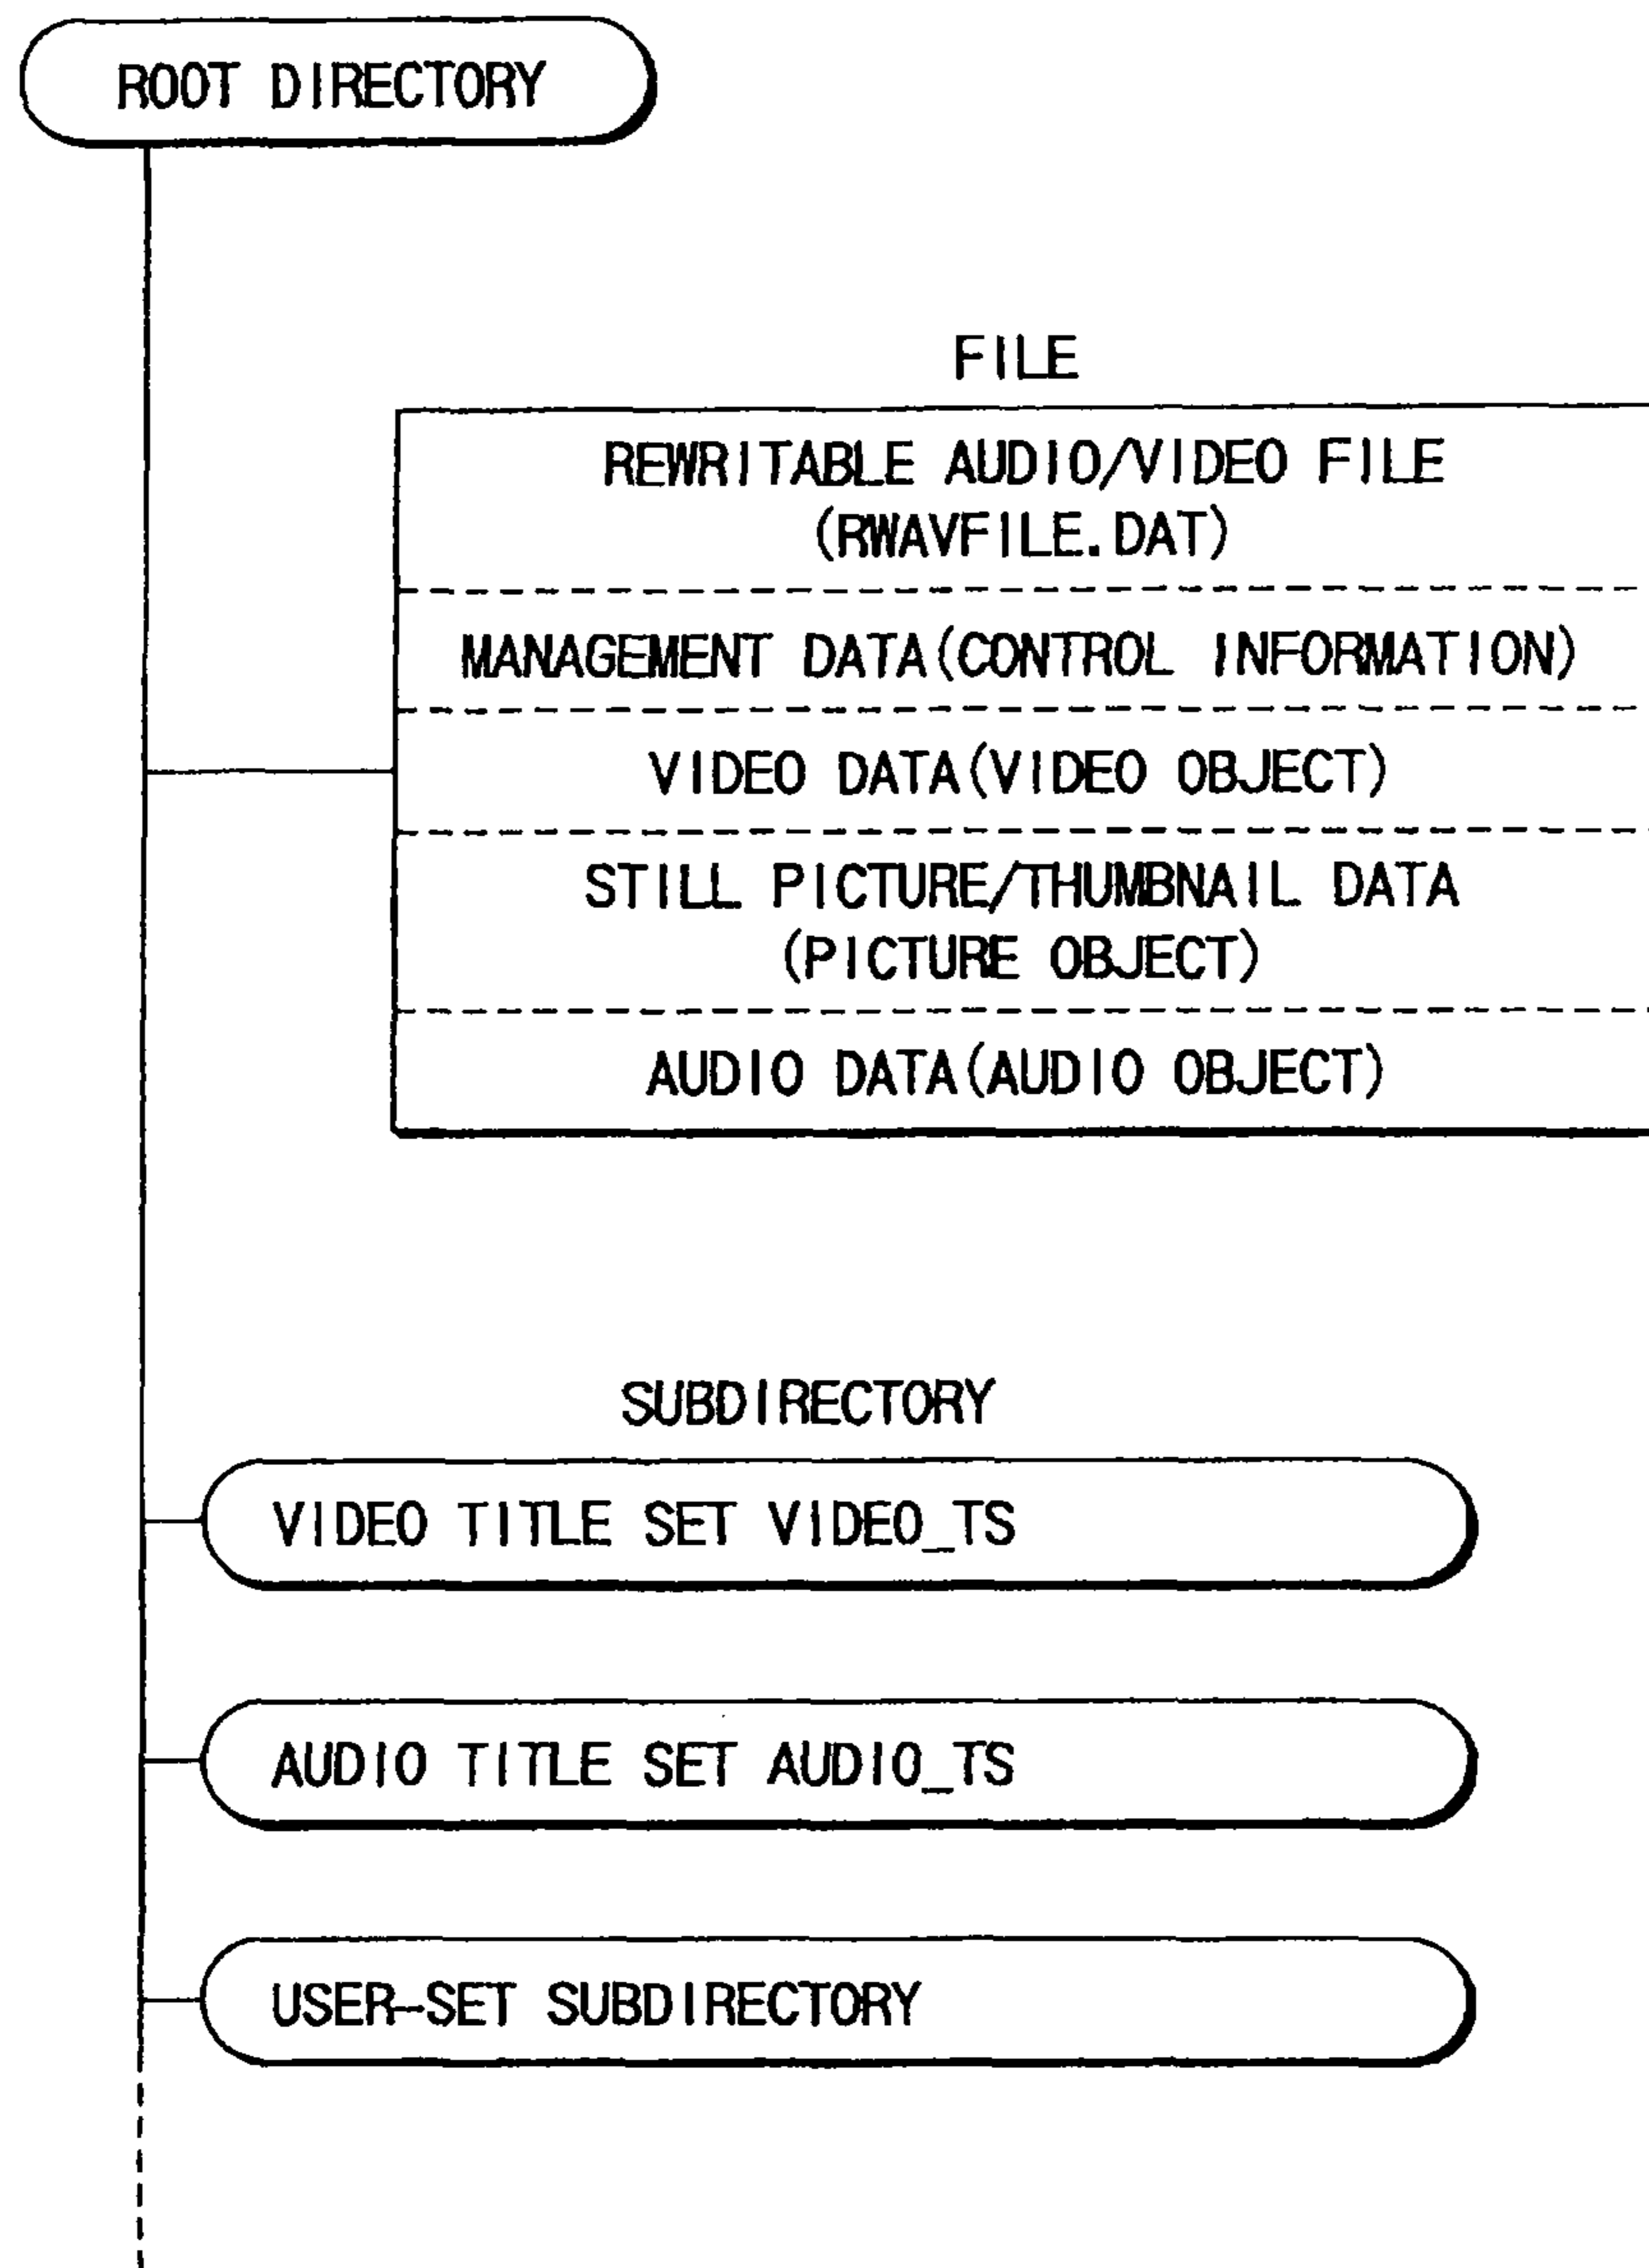 ROOT DIRECTORY
FILE
REWRITABLE AUDIO/VIDEO FILE
(RWAVFILE.DAT)
MANAGEMENT DATA(CONTROL INFORMATION)
VIDEO DATA(VIDEO OBJECT)
STILL PICTURE/THUMBNAIL DATA
(PICTURE OBJECT)
AUDIO DATA(AUDIO OBJECT)
SUBDIRECTORY
VIDEO TITLE SET VIDEO_TS
AUDIO TITLE SET AUDIO_TS
USER-SET SUBDIRECTORY